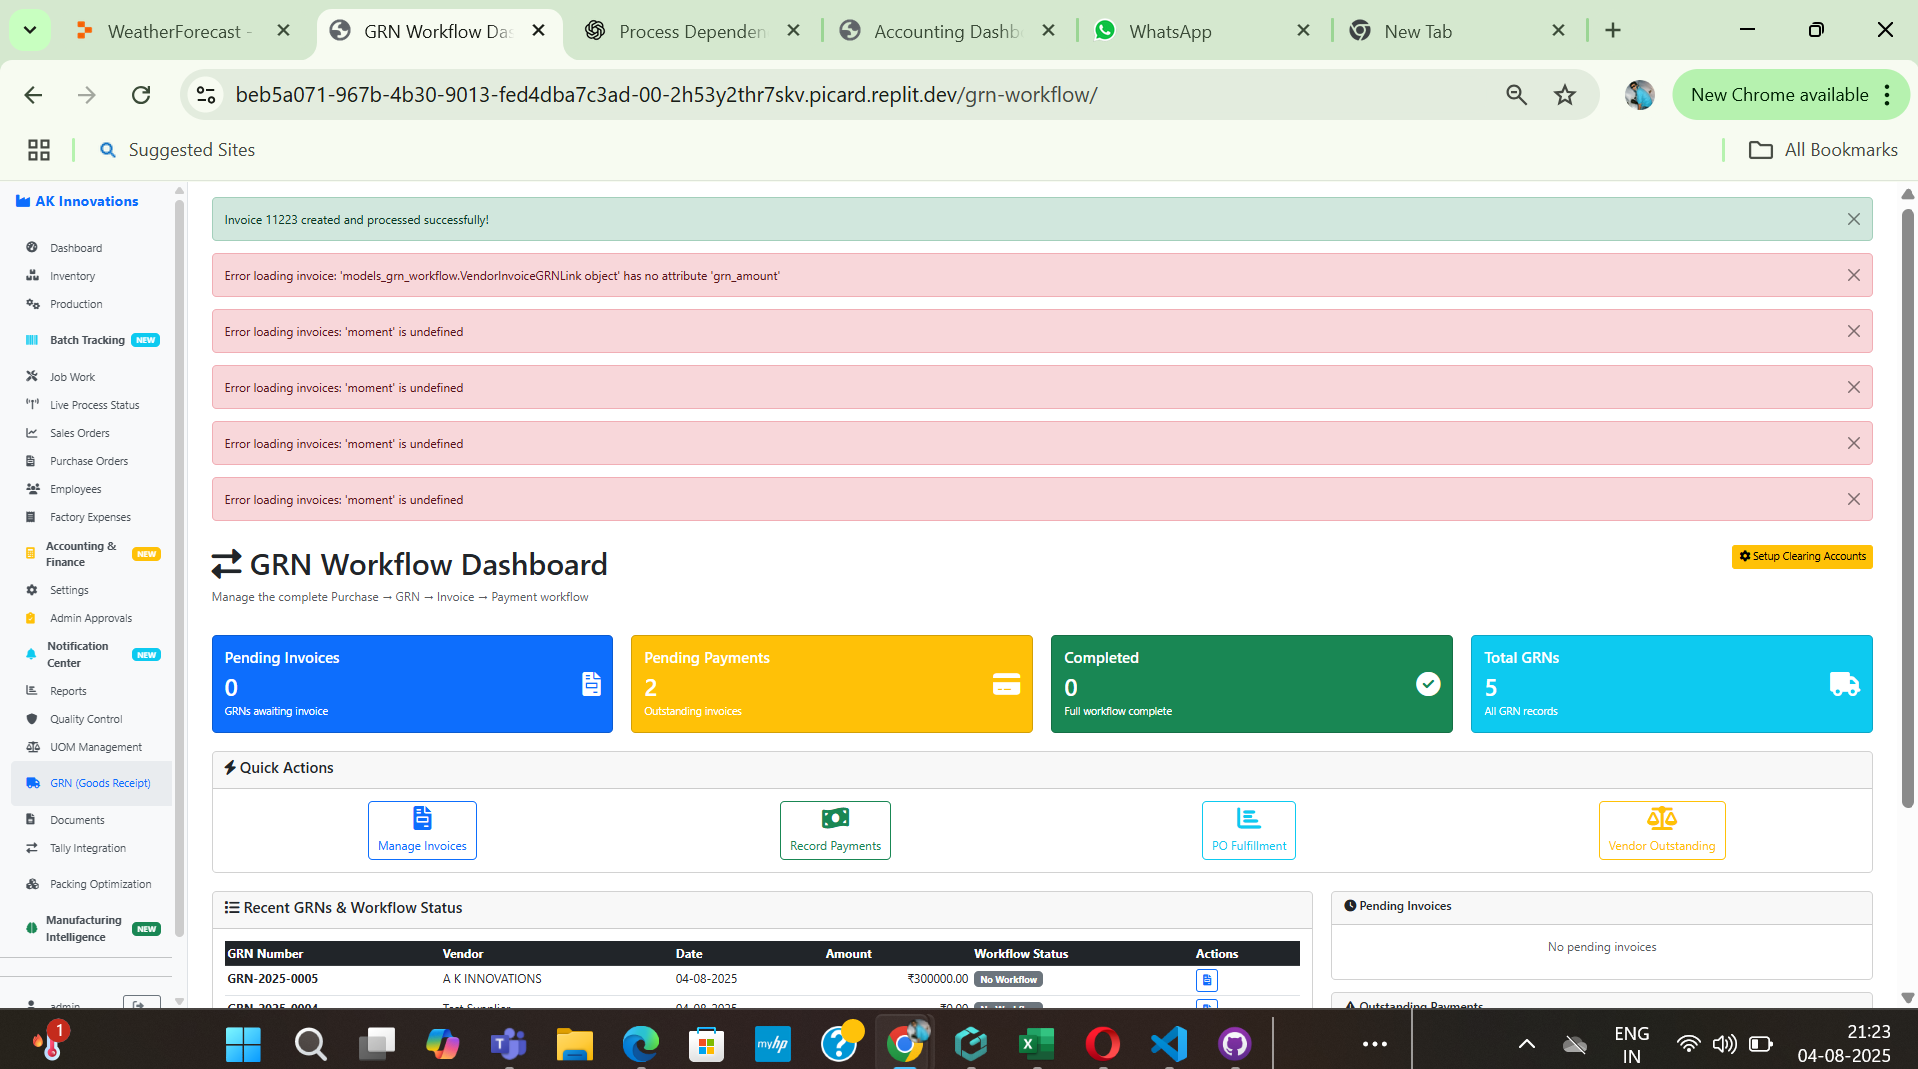 WeatherForecast -
GRN Workflow Das
Process Dependen
Accounting Dashb
WhatsApp
New Tab
beb5a071-967b-4b30-9013-fed4dba7c3ad-00-2h53y2thr7skv.picard.replit.dev/grn-workflow/
New Chrome available
Suggested Sites
All Bookmarks
AK Innovations
Dashboard
Inventory
Production
Batch Tracking NEW
Job Work
Live Process Status
Sales Orders
Purchase Orders
Employees
Factory Expenses
Accounting &
Finance
NEW
Settings
Admin Approvals
Notification
Center
NEW
Reports
Quality Control
UOM Management
GRN (Goods Receipt)
Documents
Tally Integration
Packing Optimization
Manufacturing
Intelligence
NEW
admin
Invoice 11223 created and processed successfully!
Error loading invoice: 'models_grn_workflow.VendorInvoiceGRNLink object' has no attribute 'grn_amount'
Error loading invoices: 'moment' is undefined
Error loading invoices: 'moment' is undefined
Error loading invoices: 'moment' is undefined
Error loading invoices: 'moment' is undefined
GRN Workflow Dashboard
Setup Clearing Accounts
Manage the complete Purchase → GRN → Invoice → Payment workflow
Pending Invoices
0
GRNs awaiting invoice
Pending Payments
2
Outstanding invoices
Completed
0
Full workflow complete
Total GRNs
5
All GRN records
Quick Actions
Manage Invoices
Record Payments
PO Fulfillment
Vendor Outstanding
Recent GRNs & Workflow Status
GRN Number Vendor Date Amount Workflow Status Actions
GRN-2025-0005 A K INNOVATIONS 04-08-2025 ₹300000.00 No Workflow
GRN-2025-0004 Test Supplier 04-08-2025 ₹0.00 No Workflow
Pending Invoices
No pending invoices
Outstanding Payments
1
myhp
ENG
IN
21:23
04-08-2025